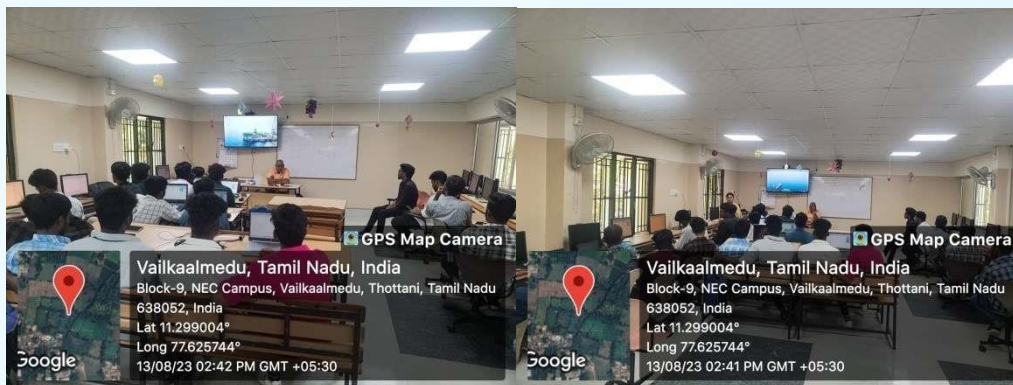 GPS Map Camera
Vailkaalmedu, Tamil Nadu, India
Block-9, NEC Campus, Vailkaalmedu, Thottani, Tamil Nadu
638052, India
Lat 11.299004°
Long 77.625744°
13/08/23 02:42 PM GMT +05:30
Google
GPS Map Camera
Vailkaalmedu, Tamil Nadu, India
Block-9, NEC Campus, Vailkaalmedu, Thottani, Tamil Nadu
638052, India
Lat 11.299004°
Long 77.625744°
13/08/23 02:41 PM GMT +05:30
Google